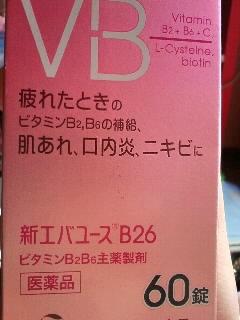 VB
Vitamin
B2+B6+C
L-Cysteine,
biotin
疲れたときの
ビタミンB2,B6の補給、
肌あれ、口内炎、ニキビに
新エバユース B26
ビタミンB2B6主薬製剤
医薬品
60錠